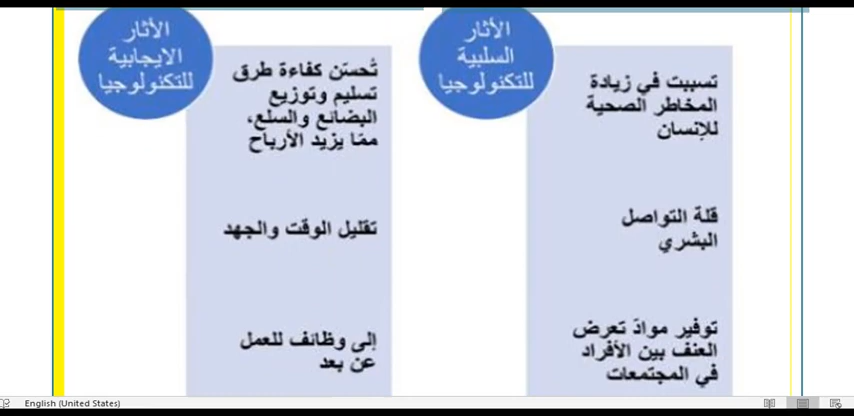 الأثار
السلبية
للتكنولوجيا
تسببت في زيادة
المخاطر الصحية
للإنسان
قلة التواصل
البشري
توفير موادّ تعرض
العنف بين الأفراد
في المجتمعات
الأثار
الايجابية
للتكنولوجيا
تُحسّن كفاءة طرق
تسليم وتوزيع
البضائع والسلع،
ممّا يزيد الأرباح
تقليل الوقت والجهد
إلى وظائف للعمل
عن بعد
English (United States)